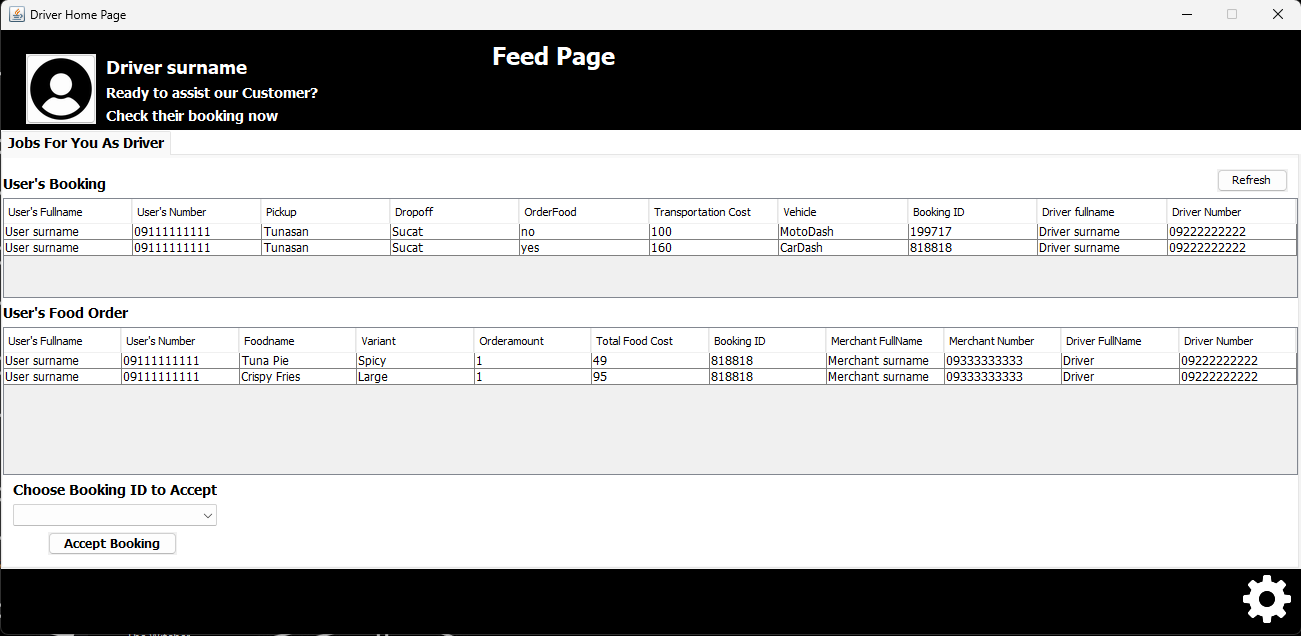 Driver Home Page
Feed Page
Driver surname
Ready to assist our Customer?
Check their booking now
Jobs For You As Driver
User's Booking
Refresh
User's Fullname User's Number Pickup Dropoff OrderFood Transportation Cost Vehicle Booking ID Driver fullname Driver Number
User surname 09111111111 Tunasan Sucat no 100 MotoDash 199717 Driver surname 09222222222
User surname 09111111111 Tunasan Sucat yes 160 CarDash 818818 Driver surname 09222222222
User's Food Order
User's Fullname User's Number Foodname Variant Orderamount Total Food Cost Booking ID Merchant FullName Merchant Number Driver FullName Driver Number
User surname 09111111111 Tuna Pie Spicy 1 49 818818 Merchant surname 09333333333 Driver 09222222222
User surname 09111111111 Crispy Fries Large 1 95 818818 Merchant surname 09333333333 Driver 09222222222
Choose Booking ID to Accept
Accept Booking